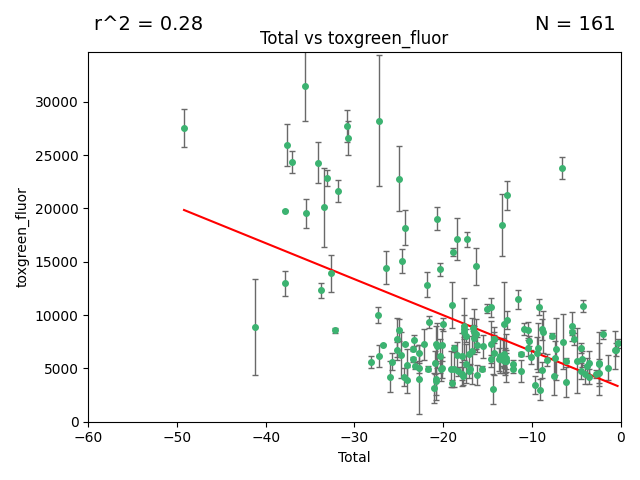 r^2 = 0.28
N = 161
Total vs toxgreen_fluor
30000
25000
20000
15000
10000
5000
0
toxgreen_fluor
−60 −50 −40 −30 −20 −10 0
Total